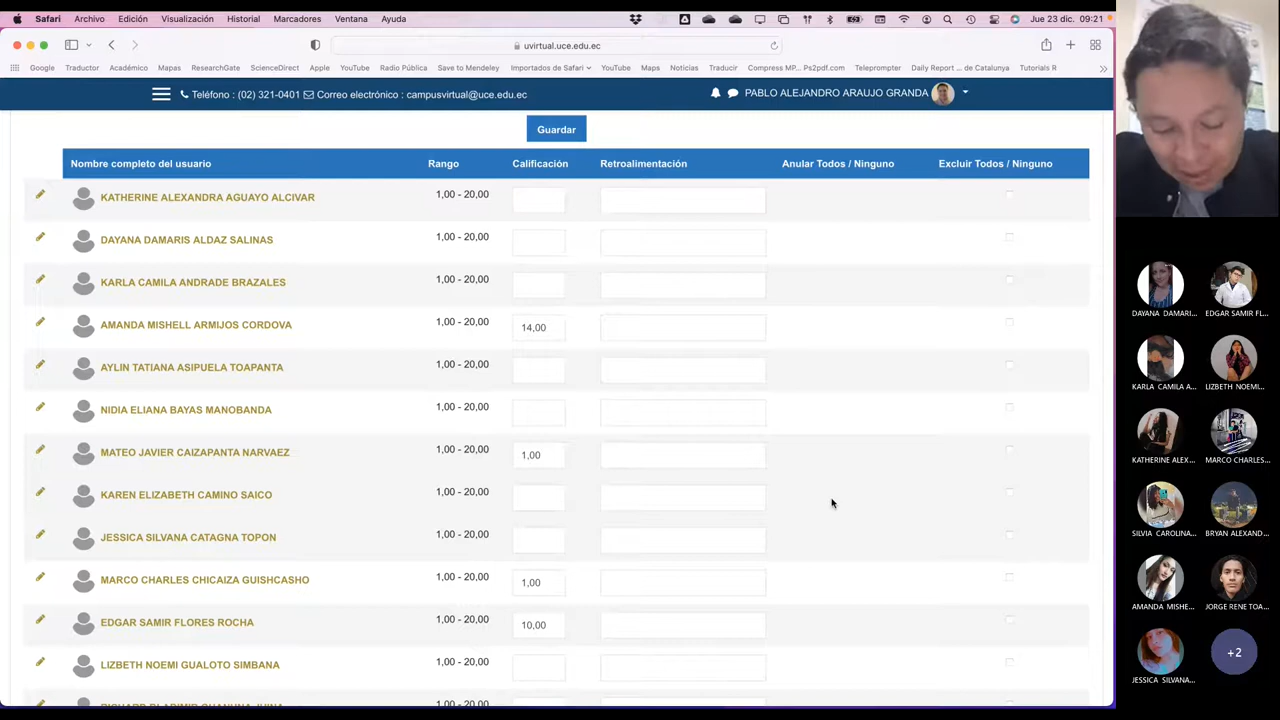 Safari Archivo Edición Visualización Historial Marcadores Ventana Ayuda Jue 23 dic. 09:21
uvirtual.uce.edu.ec
Google Traductor Académico Mapas ResearchGate ScienceDirect Apple YouTube Radio Pública Save to Mendeley Importados de Safari YouTube Maps Noticias Traducir Compress MP... Ps2pdf.com Teleprompter Daily Report ... de Catalunya Tutorials R
Teléfono : (02) 321-0401 Correo electrónico : campusvirtual@uce.edu.ec PABLO ALEJANDRO ARAUJO GRANDA
Guardar
Nombre completo del usuario Rango Calificación Retroalimentación Anular Todos / Ninguno Excluir Todos / Ninguno
KATHERINE ALEXANDRA AGUAYO ALCIVAR 1,00 - 20,00
DAYANA DAMARIS ALDAZ SALINAS 1,00 - 20,00
KARLA CAMILA ANDRADE BRAZALES 1,00 - 20,00
AMANDA MISHELL ARMIJOS CORDOVA 1,00 - 20,00 14,00
AYLIN TATIANA ASIPUELA TOAPANTA 1,00 - 20,00
NIDIA ELIANA BAYAS MANOBANDA 1,00 - 20,00
MATEO JAVIER CAIZAPANTA NARVAEZ 1,00 - 20,00 1,00
KAREN ELIZABETH CAMINO SAICO 1,00 - 20,00
JESSICA SILVANA CATAGNA TOPON 1,00 - 20,00
MARCO CHARLES CHICAIZA GUISHCASHO 1,00 - 20,00 1,00
EDGAR SAMIR FLORES ROCHA 1,00 - 20,00 10,00
LIZBETH NOEMI GUALOTO SIMBANA 1,00 - 20,00
DAYANA DAMARI... EDGAR SAMIR FL...
KARLA CAMILA A... LIZBETH NOEMI...
KATHERINE ALEX... MARCO CHARLES...
SILVIA CAROLINA... BRYAN ALEXAND...
AMANDA MISHE... JORGE RENE TOA...
JESSICA SILVANA... +2